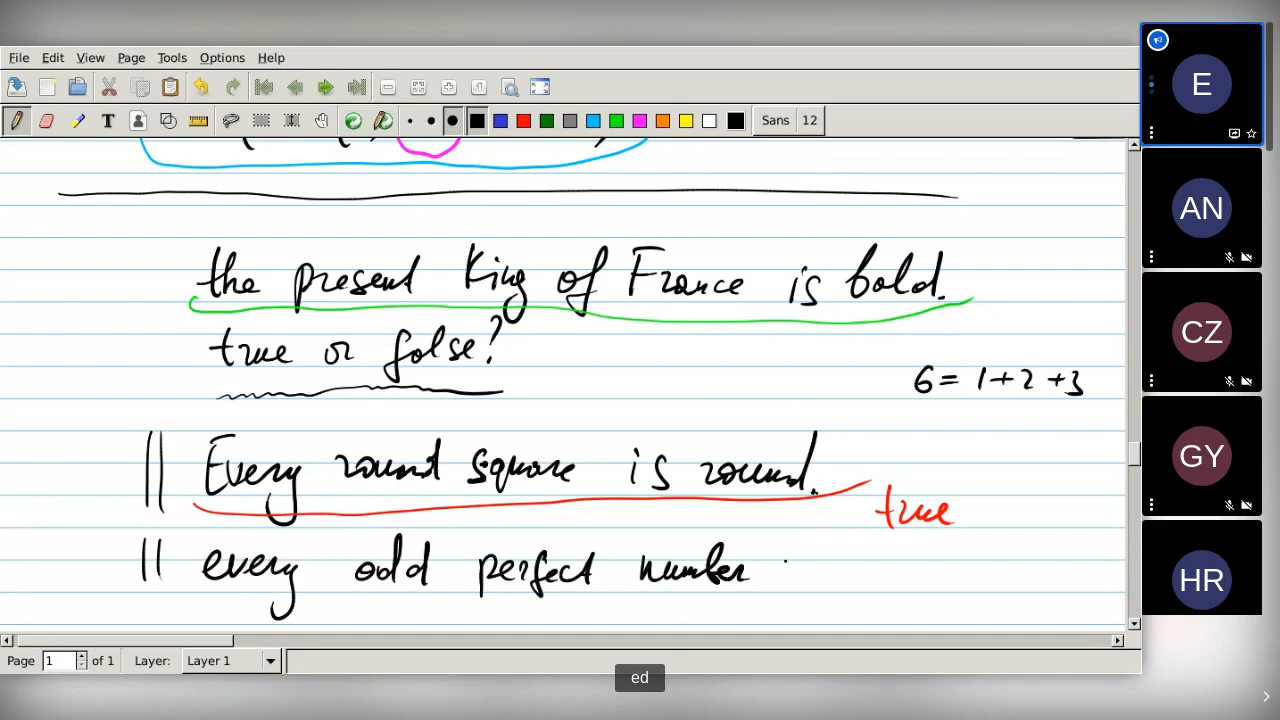 File Edit View Page Tools Options Help
Sans 12
the present King of France is bald.
true or false?
6 = 1+2+3
Every round square is round.
true
every odd perfect number
Page 1 of 1 Layer: Layer 1
ed
E
AN
CZ
GY
HR